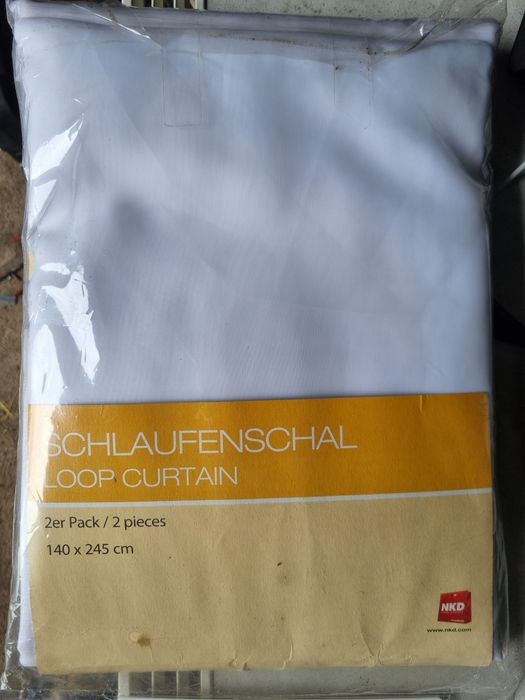 SCHLAUFENSCHAL
LOOP CURTAIN
2er Pack / 2 pieces
140 x 245 cm
NKD
www.nkd.com